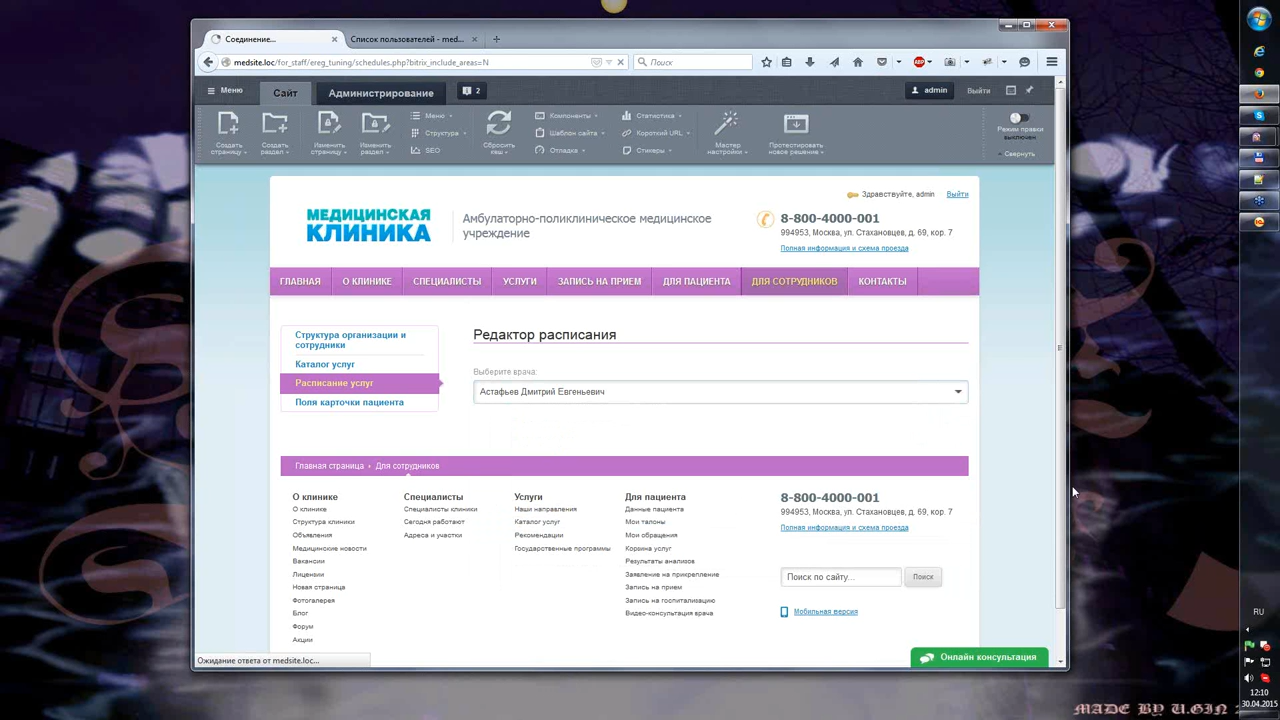 Соединение...
Список пользователей - med...
medsite.loc/for_staff/ereg_tuning/schedules.php?bitrix_include_areas=N
Поиск
ABP
Меню
Сайт
Администрирование
2
admin
Выйти
Создать страницу
Создать раздел
Изменить страницу
Изменить раздел
Меню
Структура
SEO
Сбросить кеш
Компоненты
Шаблон сайта
Отладка
Статистика
Короткий URL
Стикеры
Мастер настройки
Протестировать новое решение
Режим правки
выключен
Свернуть
Здравствуйте, admin
Выйти
МЕДИЦИНСКАЯ
КЛИНИКА
Амбулаторно-поликлиническое медицинское
учреждение
8-800-4000-001
994953, Москва, ул. Стахановцев, д. 69, кор. 7
Полная информация и схема проезда
ГЛАВНАЯ
О КЛИНИКЕ
СПЕЦИАЛИСТЫ
УСЛУГИ
ЗАПИСЬ НА ПРИЕМ
ДЛЯ ПАЦИЕНТА
ДЛЯ СОТРУДНИКОВ
КОНТАКТЫ
Структура организации и
сотрудники
Каталог услуг
Расписание услуг
Поля карточки пациента
Редактор расписания
Выберите врача:
Астафьев Дмитрий Евгеньевич
Главная страница
Для сотрудников
О клинике
О клинике
Структура клиники
Объявления
Медицинские новости
Вакансии
Лицензии
Новая страница
Фотогалерея
Блог
Форум
Акции
Специалисты
Специалисты клиники
Сегодня работают
Адреса и участки
Услуги
Наши направления
Каталог услуг
Рекомендации
Государственные программы
Для пациента
Данные пациента
Мои талоны
Мои обращения
Корзина услуг
Результаты анализов
Заявление на прикрепление
Запись на прием
Запись на госпитализацию
Видео-консультация врача
8-800-4000-001
994953, Москва, ул. Стахановцев, д. 69, кор. 7
Полная информация и схема проезда
Поиск по сайту...
Поиск
Мобильная версия
Онлайн консультация
Ожидание ответа от medsite.loc...
RU
12:10
30.04.2015
MADE BY U.GIN